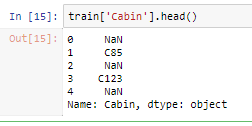 In [15]: train['Cabin'].head()
Out[15]:
0     NaN
1     C85
2     NaN
3    C123
4     NaN
Name: Cabin, dtype: object